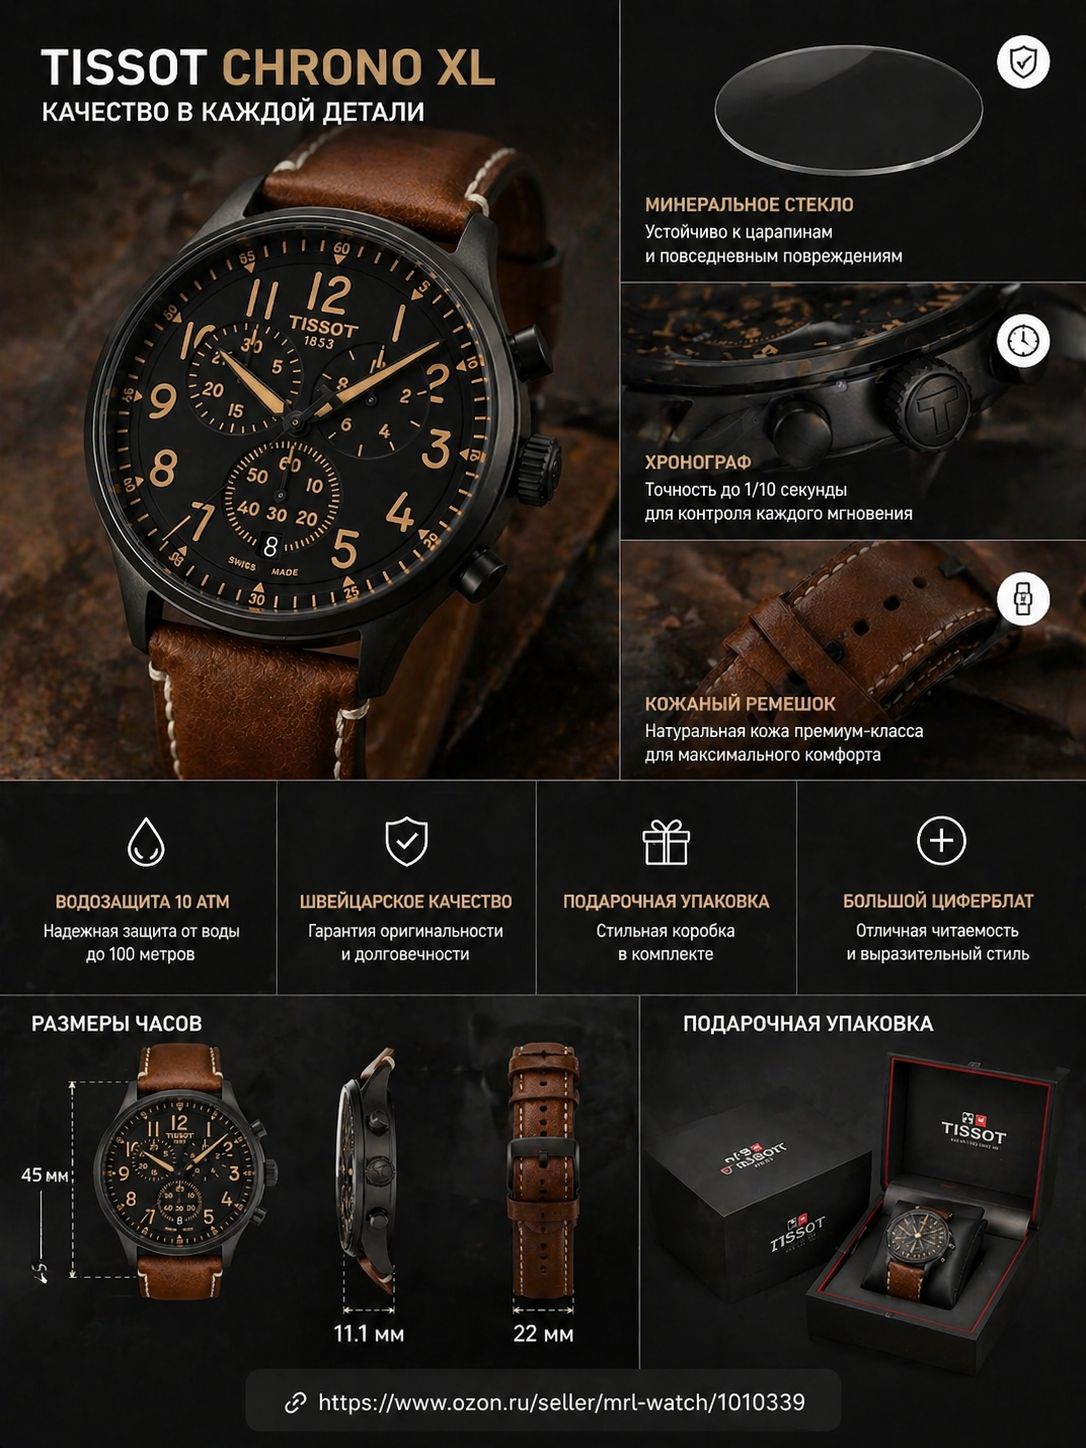 TISSOT CHRONO XL
КАЧЕСТВО В КАЖДОЙ ДЕТАЛИ
TISSOT
1853
SWISS MADE
МИНЕРАЛЬНОЕ СТЕКЛО
Устойчиво к царапинам
и повседневным повреждениям
ХРОНОГРАФ
Точность до 1/10 секунды
для контроля каждого мгновения
КОЖАНЫЙ РЕМЕШОК
Натуральная кожа премиум-класса
для максимального комфорта
ВОДОЗАЩИТА 10 АТМ
Надежная защита от воды
до 100 метров
ШВЕЙЦАРСКОЕ КАЧЕСТВО
Гарантия оригинальности
и долговечности
ПОДАРОЧНАЯ УПАКОВКА
Стильная коробка
в комплекте
БОЛЬШОЙ ЦИФЕРБЛАТ
Отличная читаемость
и выразительный стиль
РАЗМЕРЫ ЧАСОВ
45 мм
11.1 мм
22 мм
ПОДАРОЧНАЯ УПАКОВКА
TISSOT
TISSOT
https://www.ozon.ru/seller/mrl-watch/1010339